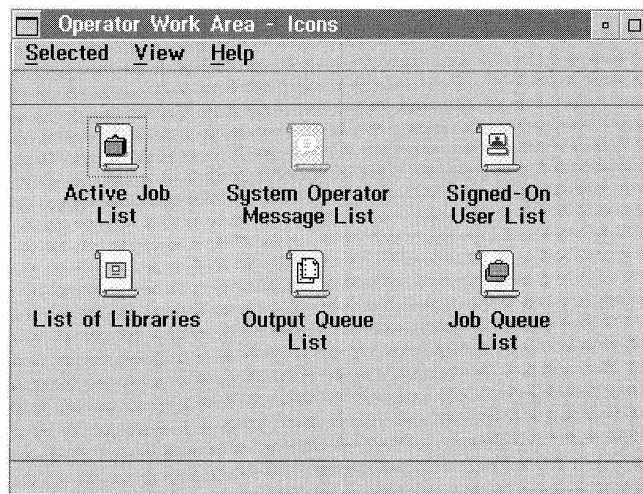 Operator Work Area - Icons
Selected View Help
Active Job
List
System Operator
Message List
Signed-On
User List
List of Libraries
Output Queue
List
Job Queue
List